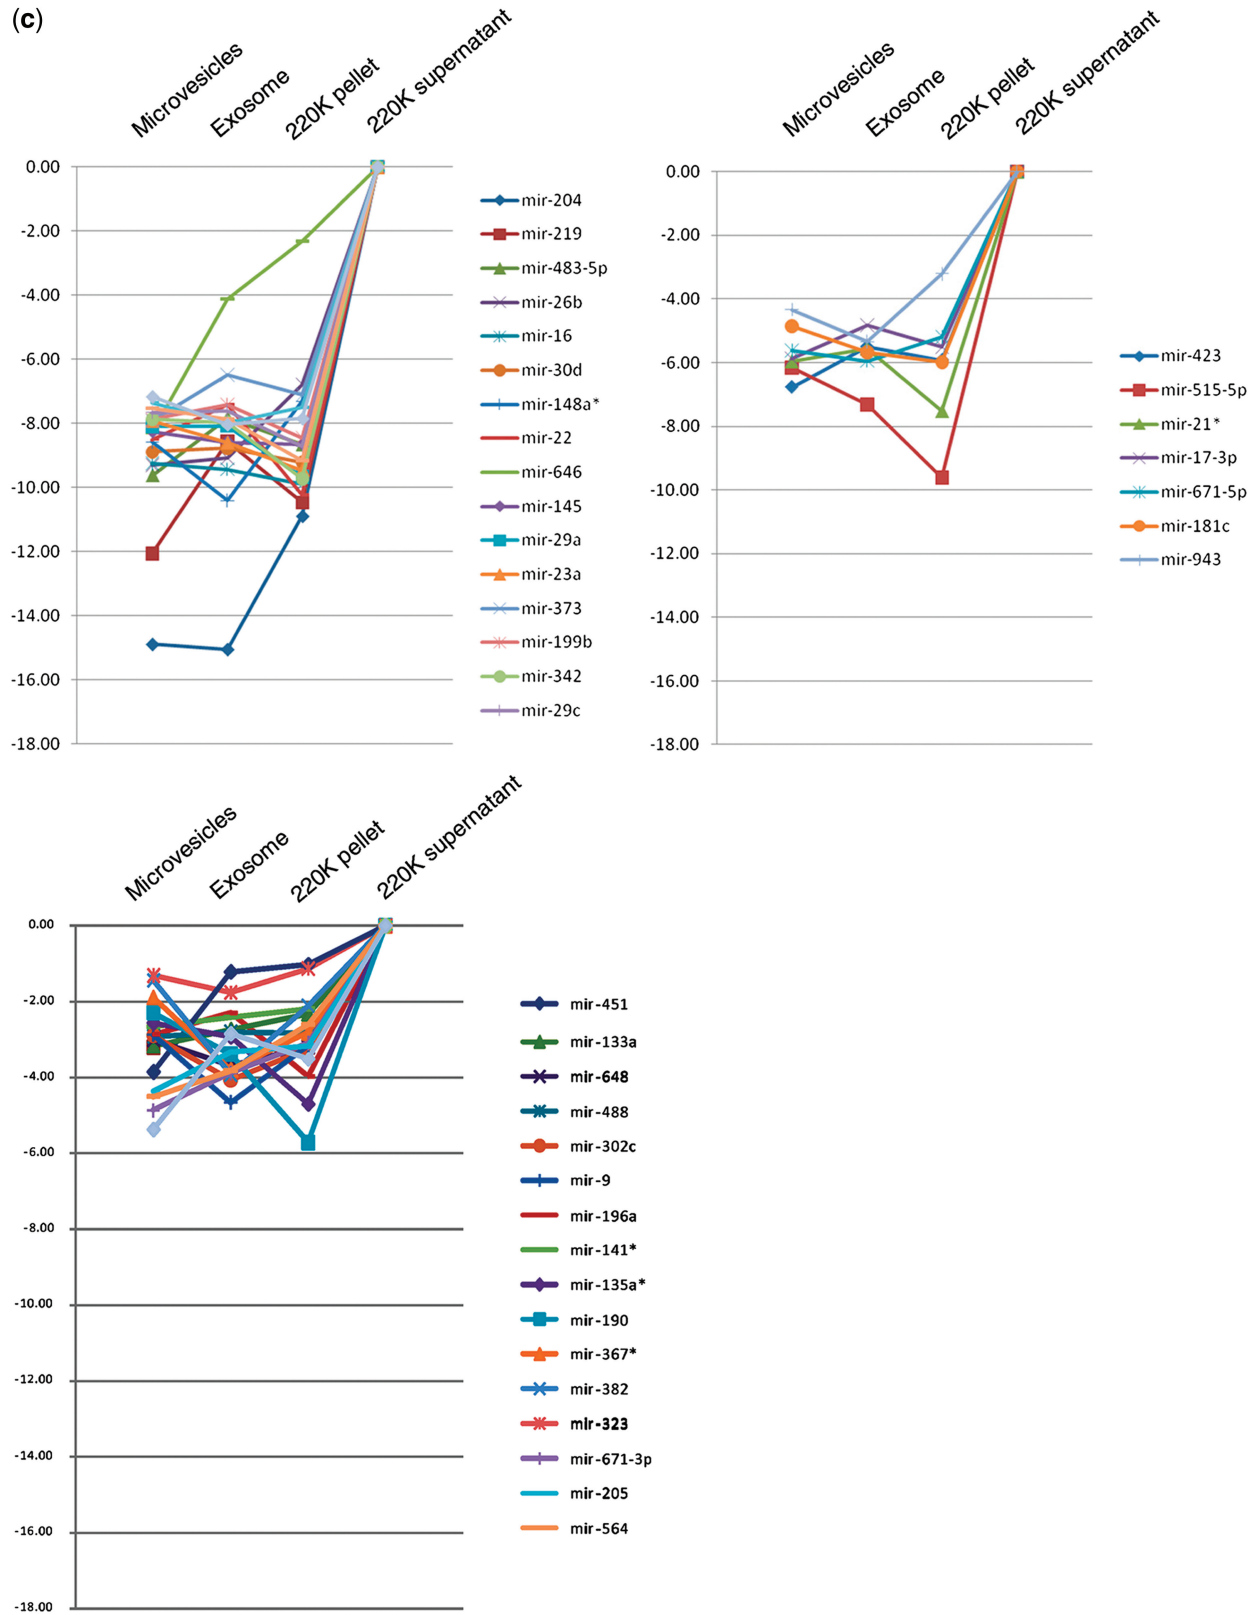 (c)
Microvesicles
Exosome
220K pellet
220K supernatant
0.00
-2.00
-4.00
-6.00
-8.00
-10.00
-12.00
-14.00
-16.00
-18.00
mir-204
mir-219
mir-483-5p
mir-26b
mir-16
mir-30d
mir-148a*
mir-22
mir-646
mir-145
mir-29a
mir-23a
mir-373
mir-199b
mir-342
mir-29c
Microvesicles
Exosome
220K pellet
220K supernatant
0.00
-2.00
-4.00
-6.00
-8.00
-10.00
-12.00
-14.00
-16.00
-18.00
mir-423
mir-515-5p
mir-21*
mir-17-3p
mir-671-5p
mir-181c
mir-943
Microvesicles
Exosome
220K pellet
220K supernatant
0.00
-2.00
-4.00
-6.00
-8.00
-10.00
-12.00
-14.00
-16.00
-18.00
mir-451
mir-133a
mir-648
mir-488
mir-302c
mir-9
mir-196a
mir-141*
mir-135a*
mir-190
mir-367*
mir-382
mir-323
mir-671-3p
mir-205
mir-564